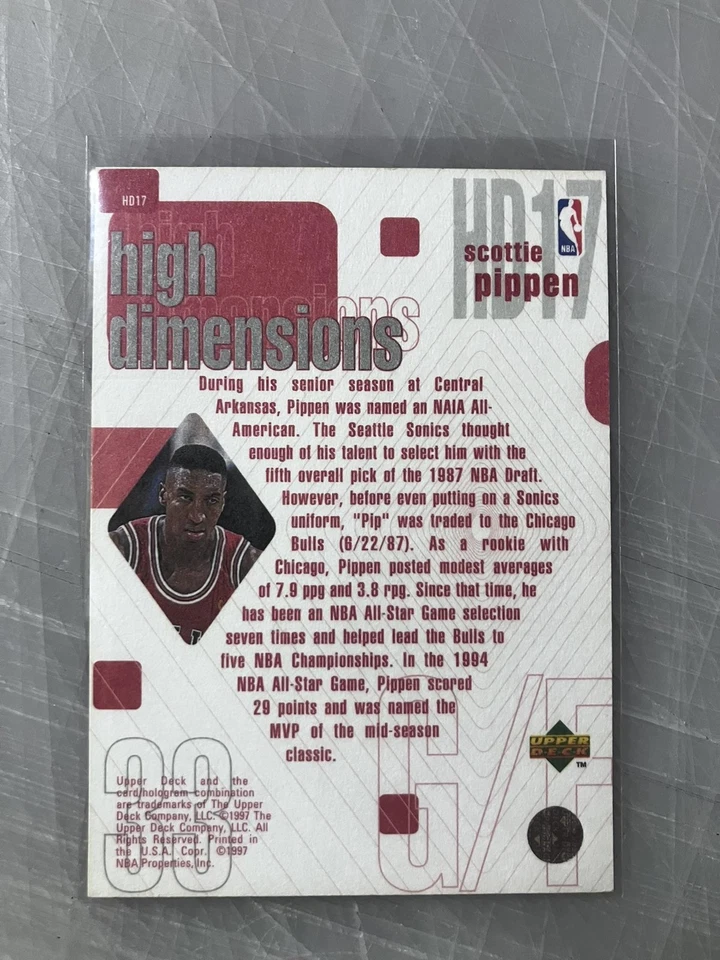 HD17
HD17
NBA
scottie
pippen
high
dimensions
high
dimensions
During his senior season at Central
Arkansas, Pippen was named an NAIA All-
American. The Seattle Sonics thought
enough of his talent to select him with the
fifth overall pick of the 1987 NBA Draft.
However, before even putting on a Sonics
uniform, "Pip" was traded to the Chicago
Bulls (6/22/87). As a rookie with
Chicago, Pippen posted modest averages
of 7.9 ppg and 3.8 rpg. Since that time, he
has been an NBA All-Star Game selection
seven times and helped lead the Bulls to
five NBA Championships. In the 1994
NBA All-Star Game, Pippen scored
29 points and was named the
MVP of the mid-season
classic.
G/F
UPPER
DECK
TM
33
Upper Deck and the
card/hologram combination
are trademarks of The Upper
Deck Company, LLC. ©1997 The
Upper Deck Company, LLC. All
Rights Reserved. Printed in
the U.S.A. Copr. ©1997
NBA Properties, Inc.